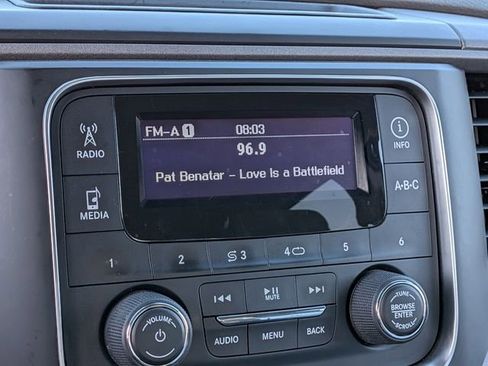 FM-A 1 08:03
96.9
Pat Benatar - Love Is a Battlefield
RADIO
MEDIA
INFO
A•B•C
1 2 3 4 5 6
MUTE
VOLUME
AUDIO MENU BACK
TUNE
BROWSE
ENTER
SCROLL